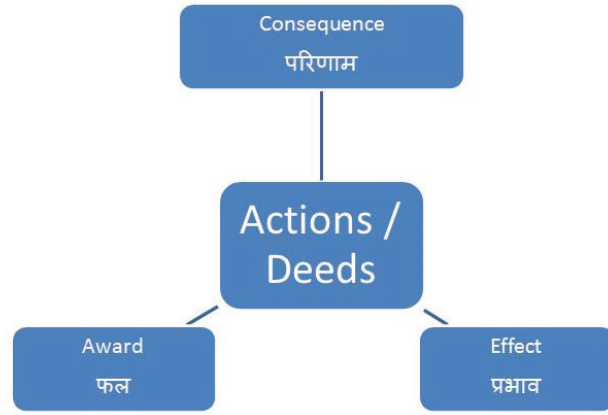 Consequence
परिणाम
Actions /
Deeds
Award
फल
Effect
प्रभाव